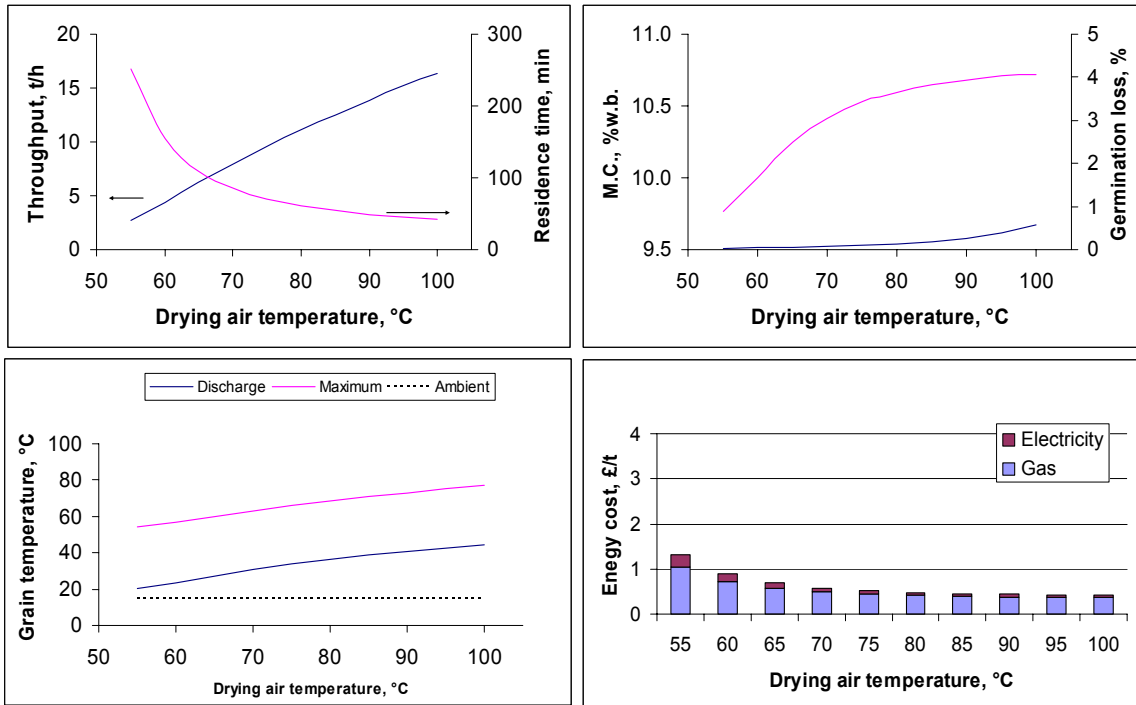 Throughput, t/h
20
15
10
5
0
300
200
100
0
Residence time, min
50 60 70 80 90 100
Drying air temperature, °C
M.C., %w.b.
11.0
10.5
10.0
9.5
5
4
3
2
1
0
Germination loss, %
50 60 70 80 90 100
Drying air temperature, °C
Discharge Maximum Ambient
Grain temperature, °C
100
80
60
40
20
0
50 60 70 80 90 100
Drying air temperature, °C
Electricity
Gas
Enegy cost, £/t
4
3
2
1
0
55 60 65 70 75 80 85 90 95 100
Drying air temperature, °C